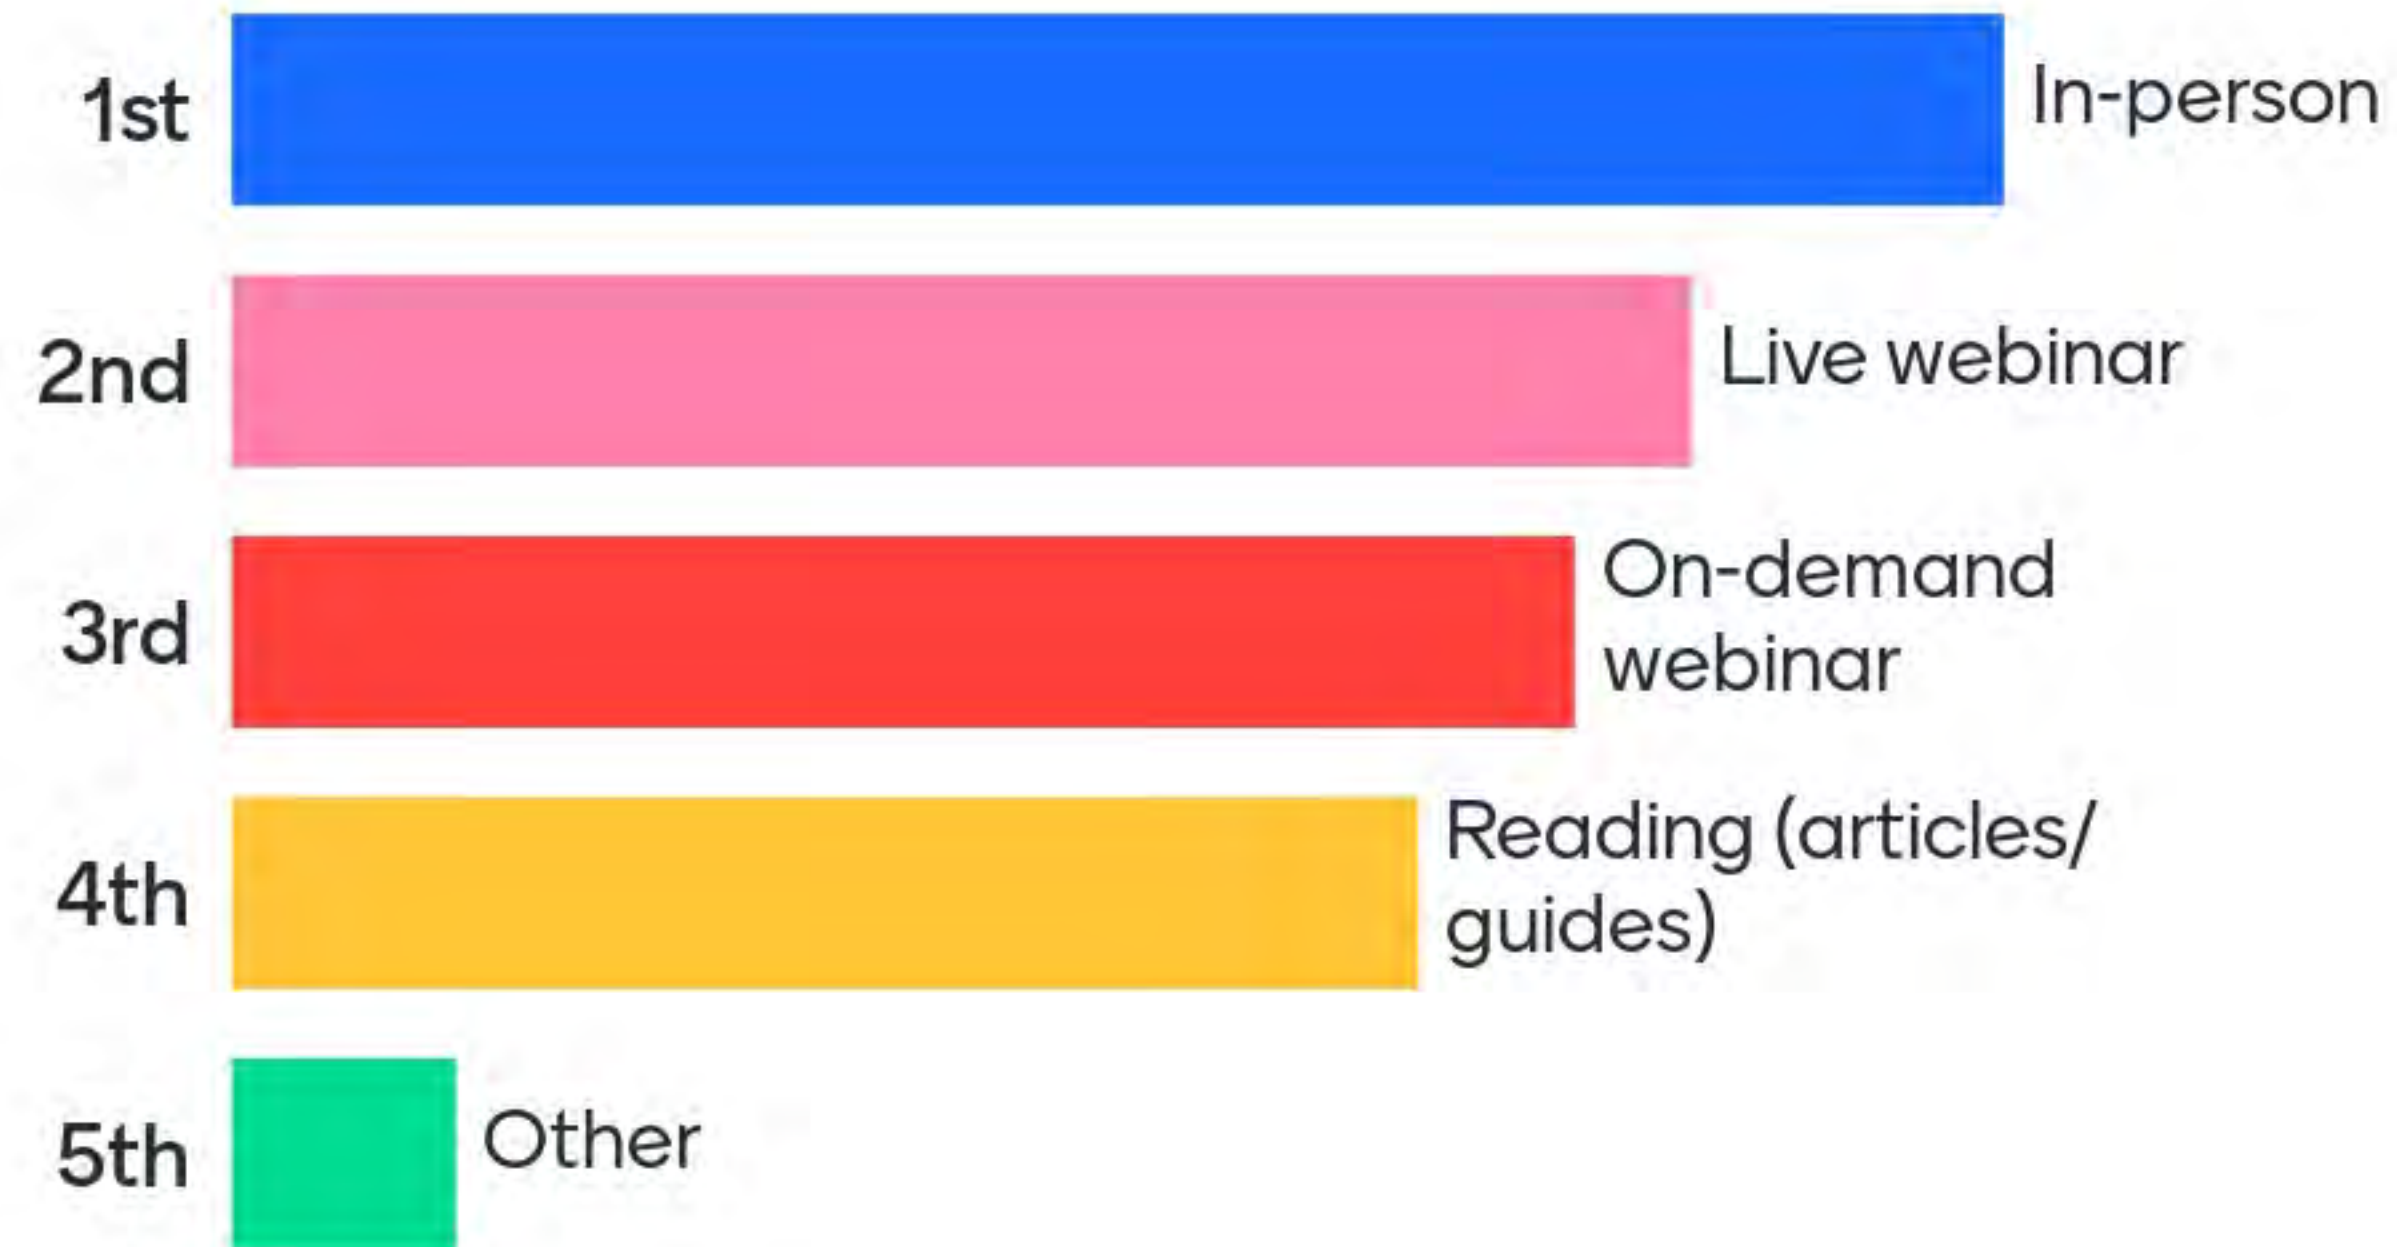 1st In-person
2nd Live webinar
3rd On-demand
webinar
4th Reading (articles/
guides)
5th Other